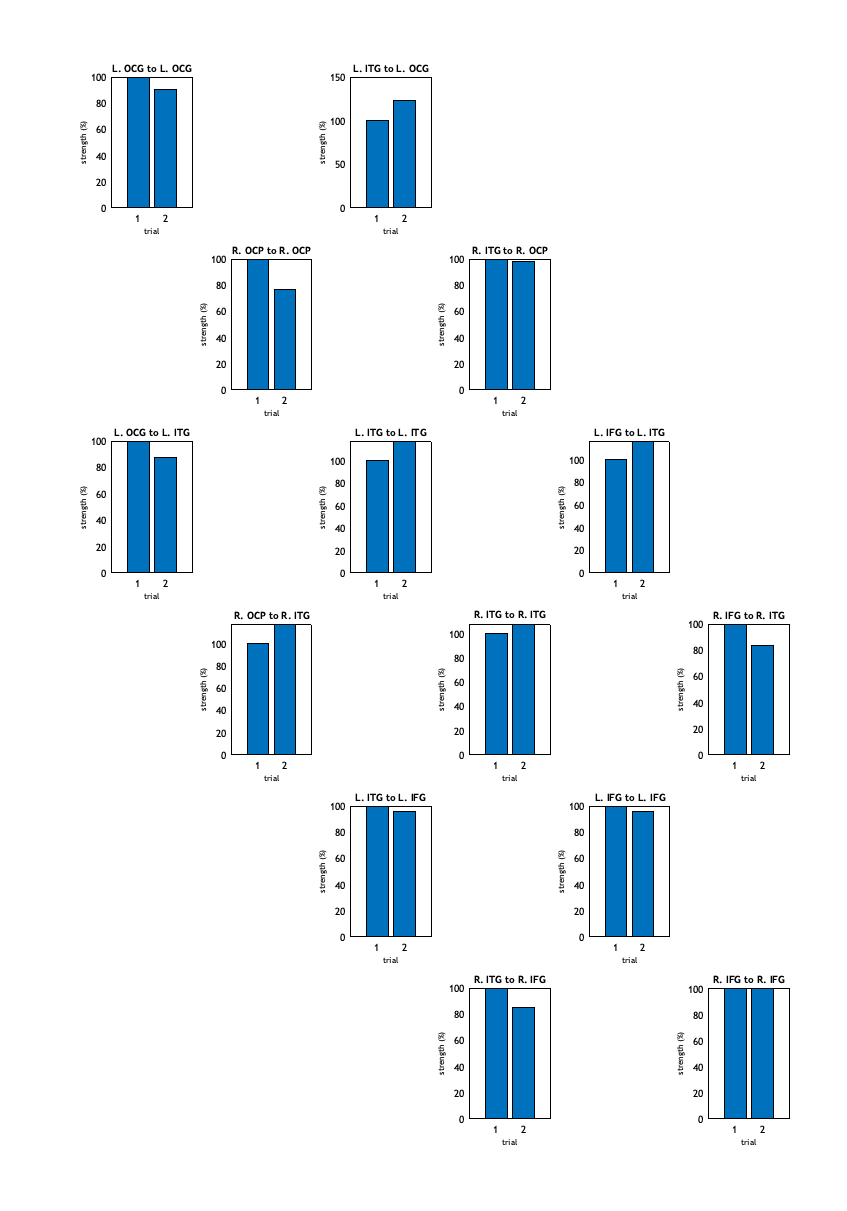 L. OCG to L. OCG
100
80
60
40
20
0
strength (%)
1 2
trial
L. ITG to L. OCG
150
100
50
0
strength (%)
1 2
trial
R. OCP to R. OCP
100
80
60
40
20
0
strength (%)
1 2
trial
R. ITG to R. OCP
100
80
60
40
20
0
strength (%)
1 2
trial
L. OCG to L. ITG
100
80
60
40
20
0
strength (%)
1 2
trial
L. ITG to L. ITG
100
80
60
40
20
0
strength (%)
1 2
trial
L. IFG to L. ITG
100
80
60
40
20
0
strength (%)
1 2
trial
R. OCP to R. ITG
100
80
60
40
20
0
strength (%)
1 2
trial
R. ITG to R. ITG
100
80
60
40
20
0
strength (%)
1 2
trial
R. IFG to R. ITG
100
80
60
40
20
0
strength (%)
1 2
trial
L. ITG to L. IFG
100
80
60
40
20
0
strength (%)
1 2
trial
L. IFG to L. IFG
100
80
60
40
20
0
strength (%)
1 2
trial
R. ITG to R. IFG
100
80
60
40
20
0
strength (%)
1 2
trial
R. IFG to R. IFG
100
80
60
40
20
0
strength (%)
1 2
trial